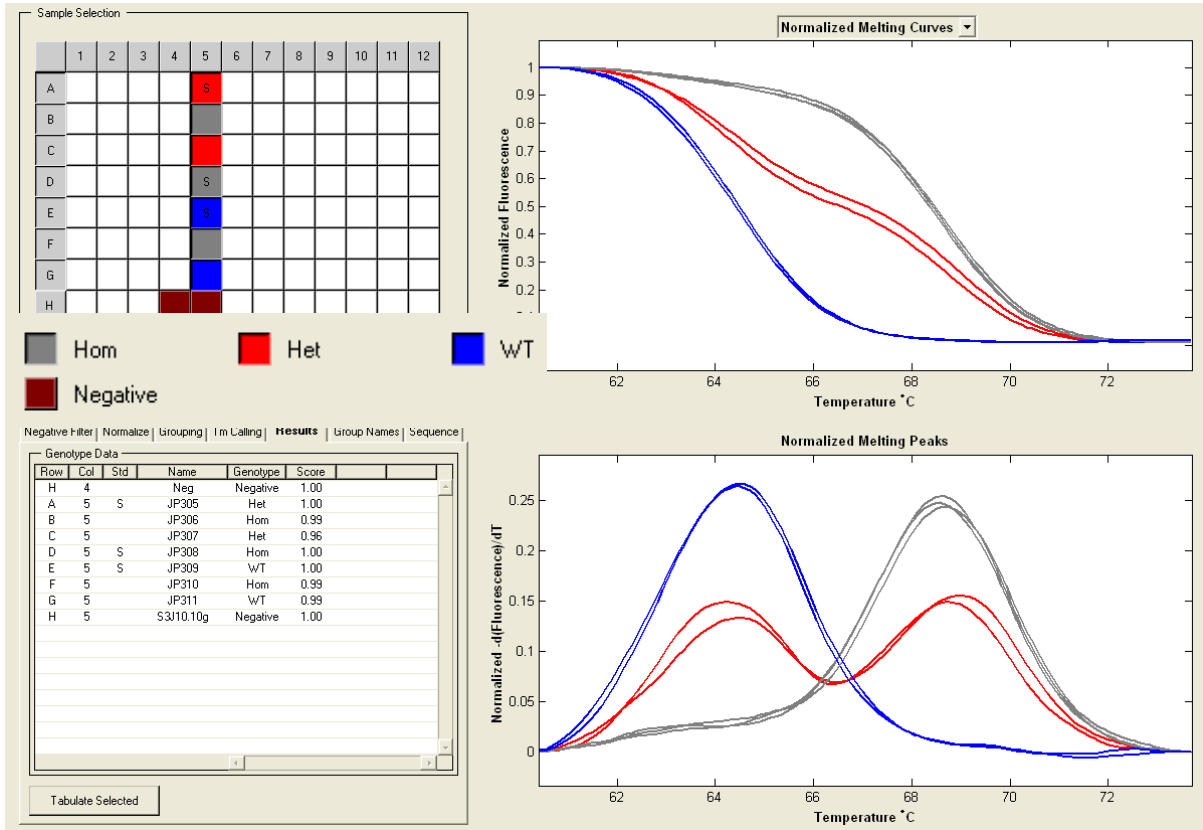 Sample Selection
1 2 3 4 5 6 7 8 9 10 11 12
A S
B
C
D S
E S
F
G
H
Hom Het WT
Negative
Negative Filter Normalize Grouping Tm Calling Results Group Names Sequence
Genotype Data
Row Col Std Name Genotype Score
H 4 Neg Negative 1.00
A 5 S JP305 Het 1.00
B 5 JP306 Hom 0.99
C 5 JP307 Het 0.96
D 5 S JP308 Hom 1.00
E 5 S JP309 WT 1.00
F 5 JP310 Hom 0.99
G 5 JP311 WT 0.99
H 5 S3J10.10g Negative 1.00
Tabulate Selected
Normalized Melting Curves
Normalized Fluorescence
1
0.9
0.8
0.7
0.6
0.5
0.4
0.3
0.2
62 64 66 68 70 72
Temperature °C
Normalized Melting Peaks
Normalized -d(Fluorescence)/dT
0.25
0.2
0.15
0.1
0.05
0
62 64 66 68 70 72
Temperature °C